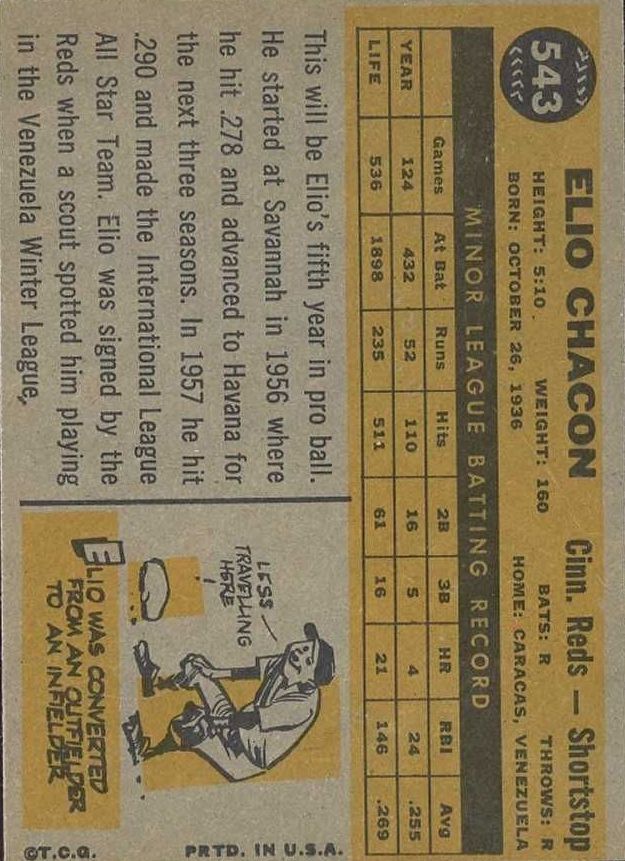 543
ELIO CHACON Cinn. Reds — Shortstop
HEIGHT: 5:10 . WEIGHT: 160 BATS: R THROWS: R
BORN: OCTOBER 26, 1936 HOME: CARACAS, VENEZUELA
MINOR LEAGUE BATTING RECORD
Games At Bat Runs Hits 2B 3B HR RBI Avg
YEAR 124 432 52 110 16 5 4 24 .255
LIFE 536 1898 235 511 61 16 21 146 .269
This will be Elio's fifth year in pro ball.
He started at Savannah in 1956 where
he hit .278 and advanced to Havana for
the next three seasons. In 1957 he hit
.290 and made the International League
All Star Team. Elio was signed by the
Reds when a scout spotted him playing
in the Venezuela Winter League,
LESS
TRAVELLING
HERE
!
ELIO WAS CONVERTED
FROM AN OUTFIELDER
TO AN INFIELDER
©T.C.G. PRTD. IN U.S.A.